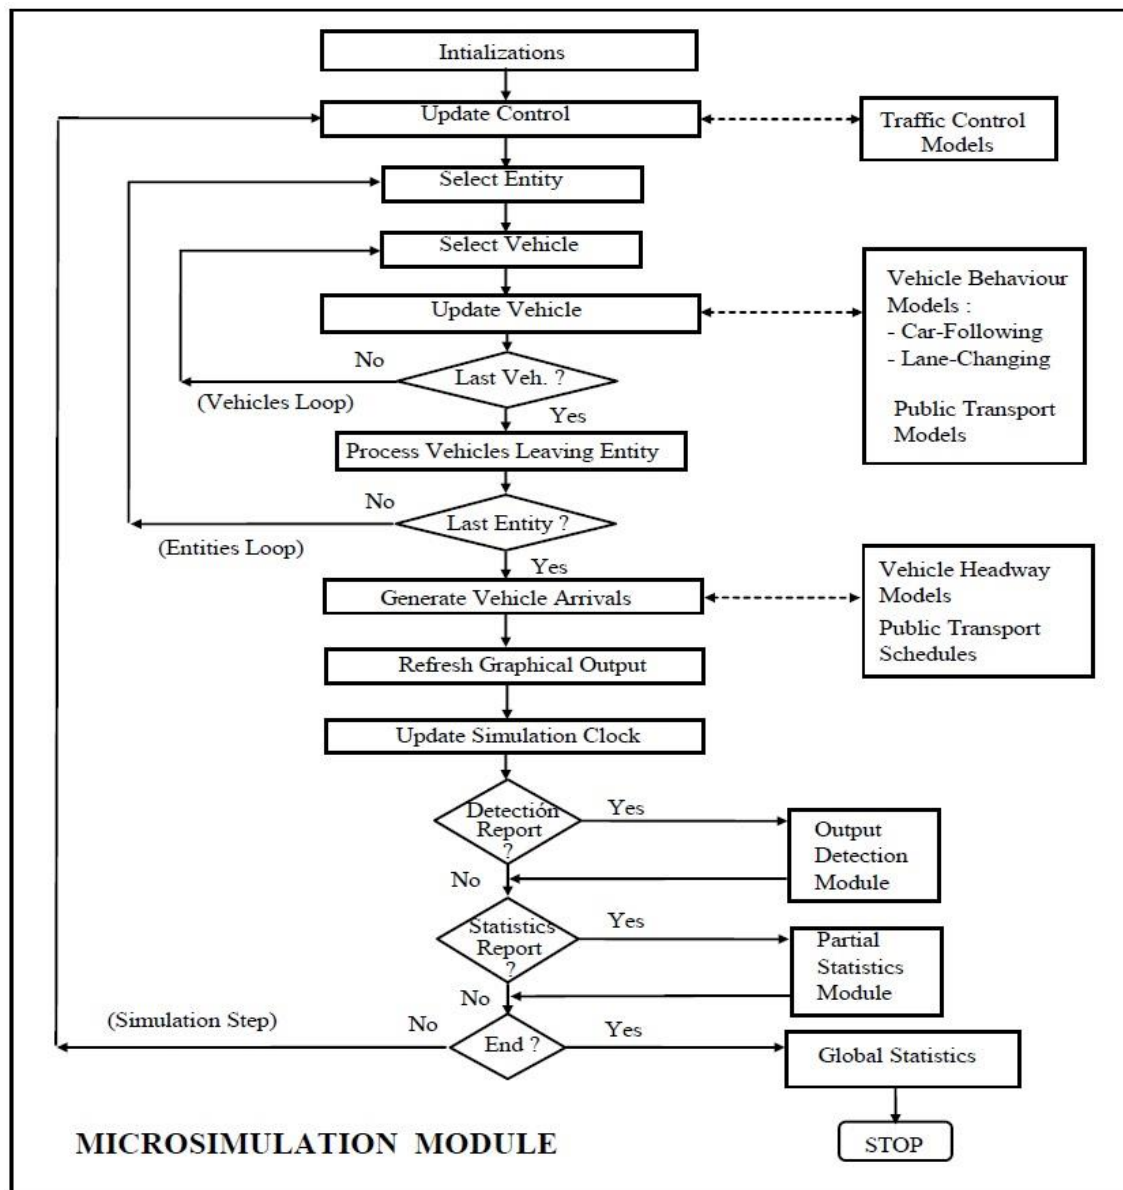 Intializations
Update Control
Traffic Control
Models
Select Entity
Select Vehicle
Update Vehicle
Vehicle Behaviour
Models :
- Car-Following
- Lane-Changing
Public Transport
Models
No
Last Veh. ?
(Vehicles Loop)
Yes
Process Vehicles Leaving Entity
No
Last Entity ?
(Entities Loop)
Yes
Generate Vehicle Arrivals
Vehicle Headway
Models
Public Transport
Schedules
Refresh Graphical Output
Update Simulation Clock
Detectión
Report
?
Yes
Output
Detection
Module
No
Statistics
Report
?
Yes
Partial
Statistics
Module
No
(Simulation Step)
No
End ?
Yes
Global Statistics
MICROSIMULATION MODULE
STOP